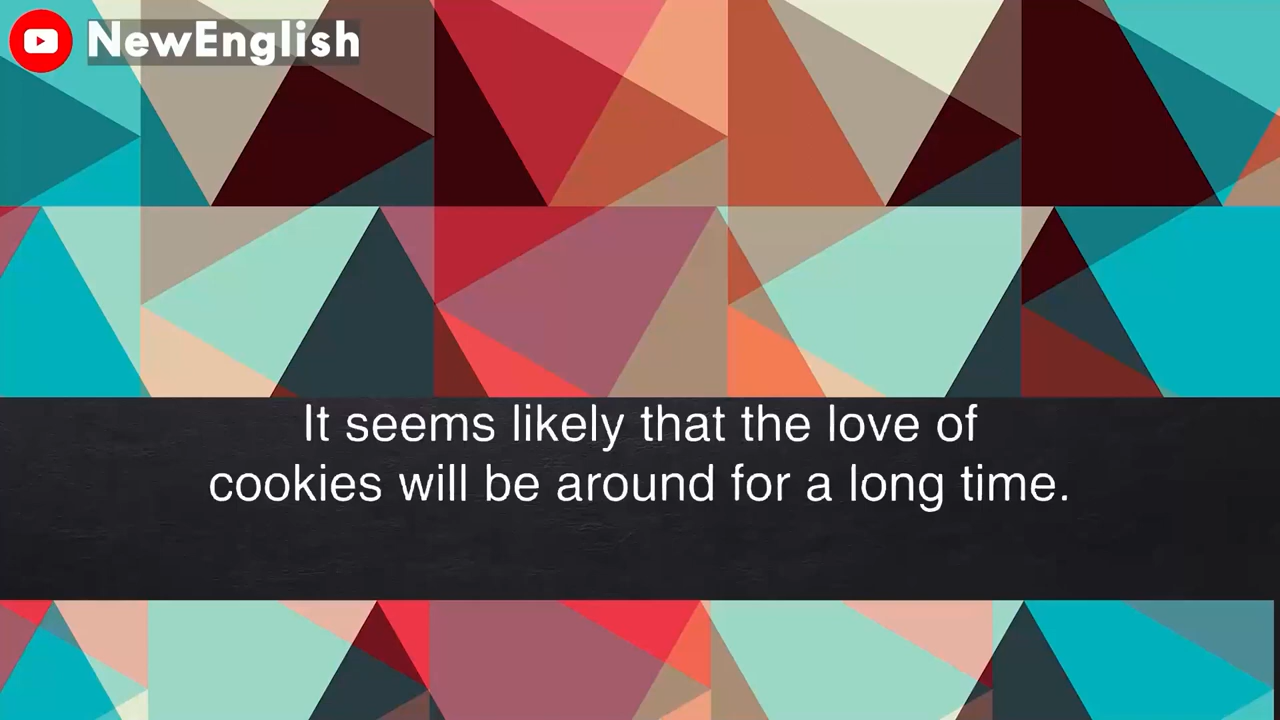 NewEnglish
It seems likely that the love of
cookies will be around for a long time.